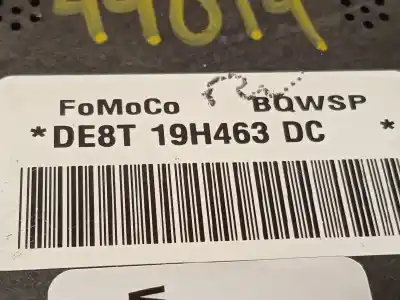 FoMoCo BQWSP
*DE8T 19H463 DC *